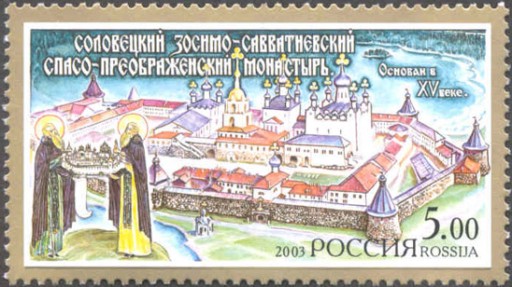 СОЛОВЕЦКИЙ ЗОСИМО-САВВАТИЕВСКИЙ
СПАСО-ПРЕОБРАЖЕНСКИЙ МОНАСТЫРЬ.
Основан в
XV веке.
5.00
2003 РОССИЯ ROSSIJA